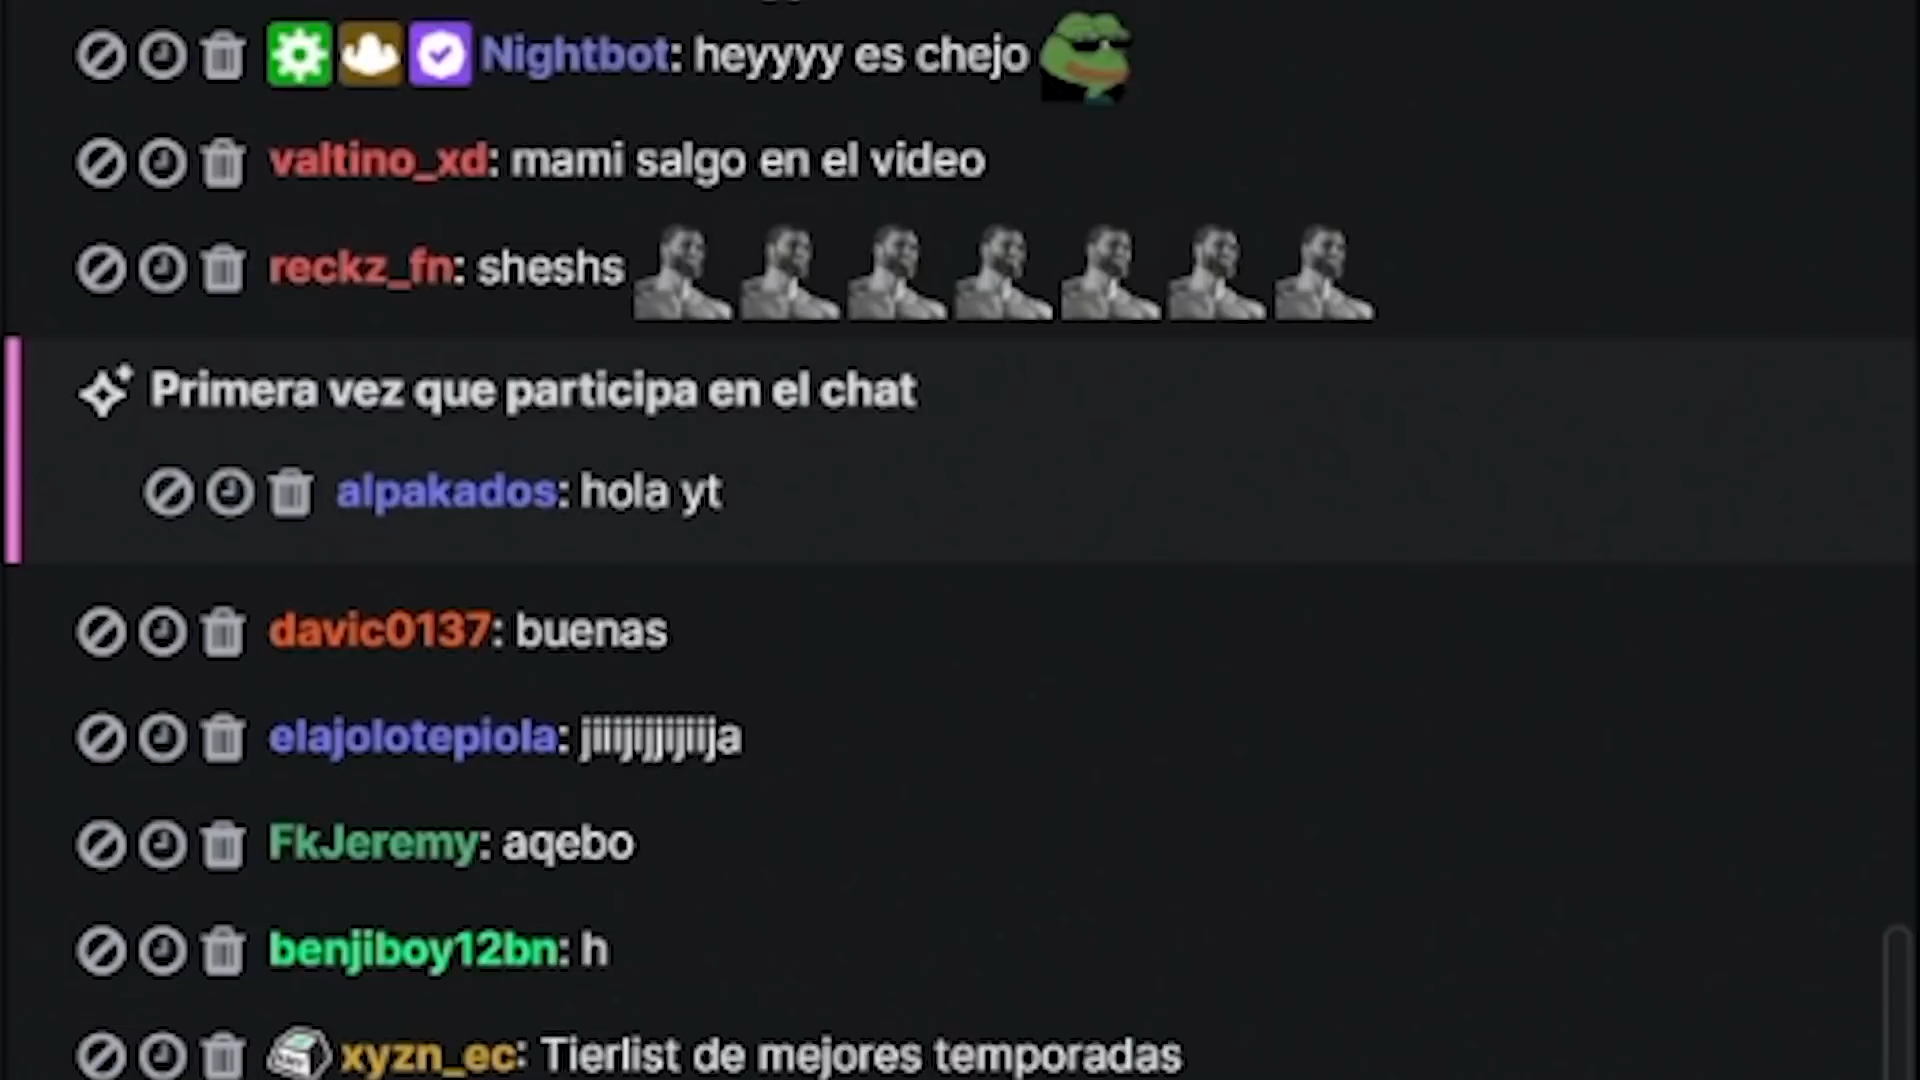 Nightbot: heyyyy es chejo
valtino_xd: mami salgo en el video
reckz_fn: sheshs
Primera vez que participa en el chat
alpakados: hola yt
davic0137: buenas
elajolotepiola: jiiijijjijiija
FkJeremy: aqebo
benjiboy12bn: h
xyzn_ec: Tierlist de mejores temporadas